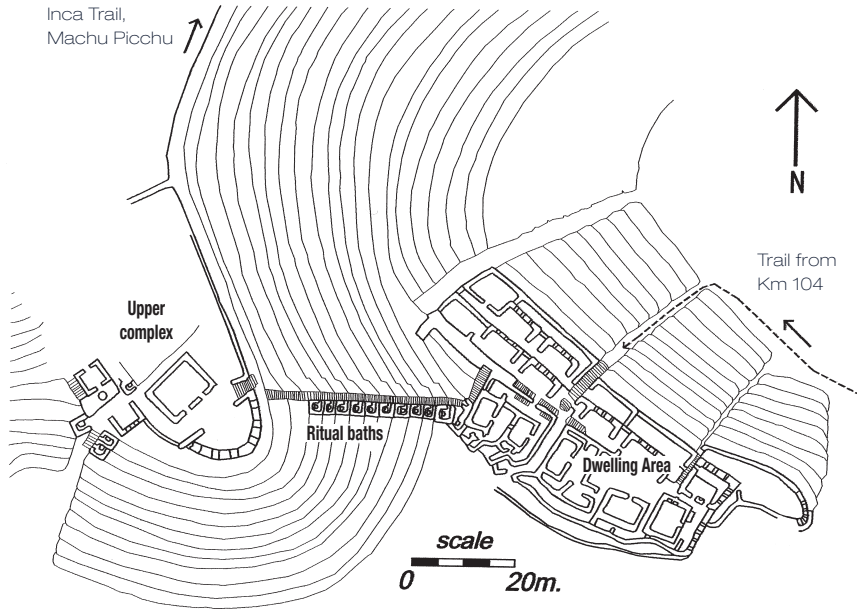 Inca Trail,
Machu Picchu
N
Trail from
Km 104
Upper
complex
Ritual baths
Dwelling Area
scale
0 20m.